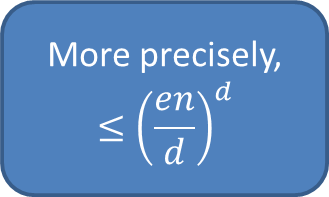 More precisely,
≤ (en/d)^d